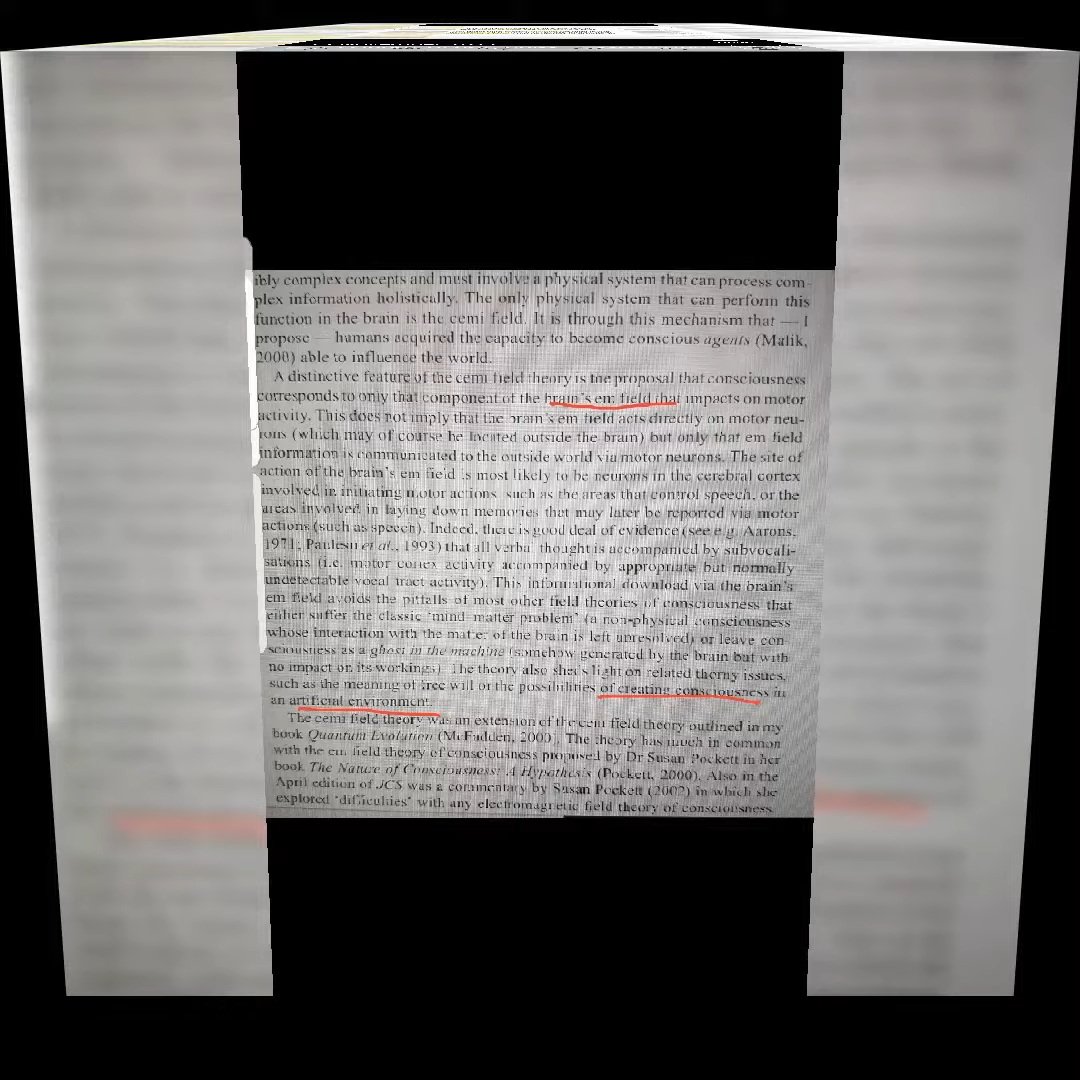 ibly complex concepts and must involve a physical system that can process com-
plex information holistically. The only physical system that can perform this
function in the brain is the cemi field. It is through this mechanism that — I
propose — humans acquired the capacity to become conscious agents (Malik,
2000) able to influence the world.
A distinctive feature of the cemi field theory is the proposal that consciousness
corresponds to only that component of the brain's em field that impacts on motor
activity. This does not imply that the brain's em field acts directly on motor neu-
rons (which may of course be located outside the brain) but only that em field
information is communicated to the outside world via motor neurons. The site of
action of the brain's em field is most likely to be neurons in the cerebral cortex
involved in initiating motor actions, such as the areas that control speech, or the
areas involved in laying down memories that may later be reported via motor
actions (such as speech). Indeed, there is good deal of evidence (see e.g. Aarons,
1971; Paulesu et al., 1993) that all verbal thought is accompanied by subvocali-
sations (i.e. motor cortex activity accompanied by appropriate but normally
undetectable vocal tract activity). This informational download via the brain's
em field avoids the pitfalls of most other field theories of consciousness that
either suffer the classic 'mind–matter problem' (a non-physical consciousness
whose interaction with the matter of the brain is left unresolved) or leave con-
sciousness as a ghost in the machine (somehow generated by the brain but with
no impact on its workings). The theory also sheds light on related thorny issues,
such as the meaning of free will or the possibilities of creating consciousness in
an artificial environment.
The cemi field theory was an extension of the cemi field theory outlined in my
book Quantum Evolution (McFadden, 2000). The theory has much in common
with the em field theory of consciousness proposed by Dr Susan Pockett in her
book The Nature of Consciousness: A Hypothesis (Pockett, 2000). Also in the
April edition of JCS was a commentary by Susan Pockett (2002) in which she
explored 'difficulties' with any electromagnetic field theory of consciousness.